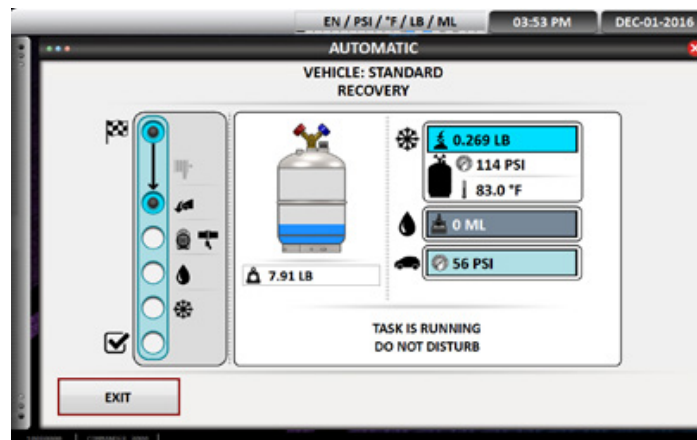 EN / PSI / °F / LB / ML
03:53 PM
DEC-01-2016
AUTOMATIC
VEHICLE: STANDARD
RECOVERY
0.269 LB
114 PSI
83.0 °F
0 ML
56 PSI
7.91 LB
TASK IS RUNNING
DO NOT DISTURB
EXIT